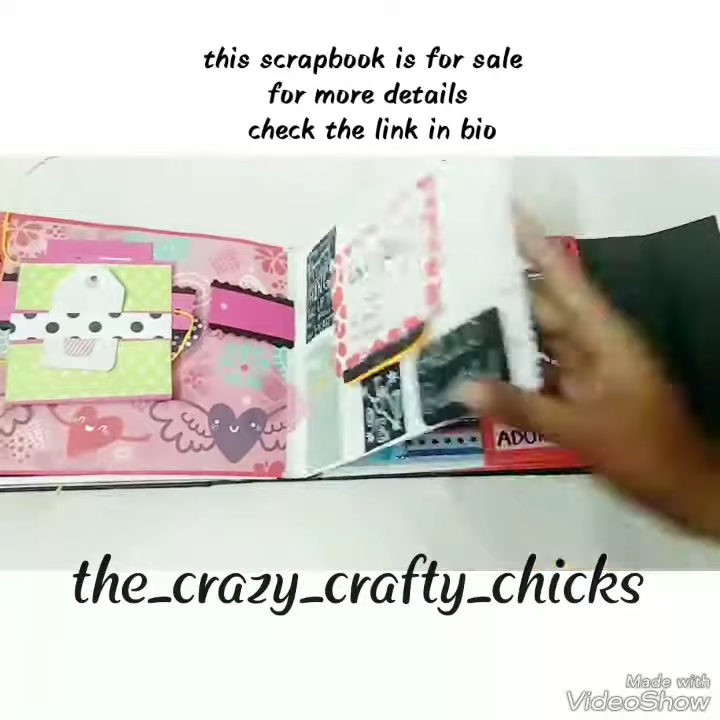 this scrapbook is for sale
for more details
check the link in bio
the_crazy_crafty_chicks
Made with
VideoShow